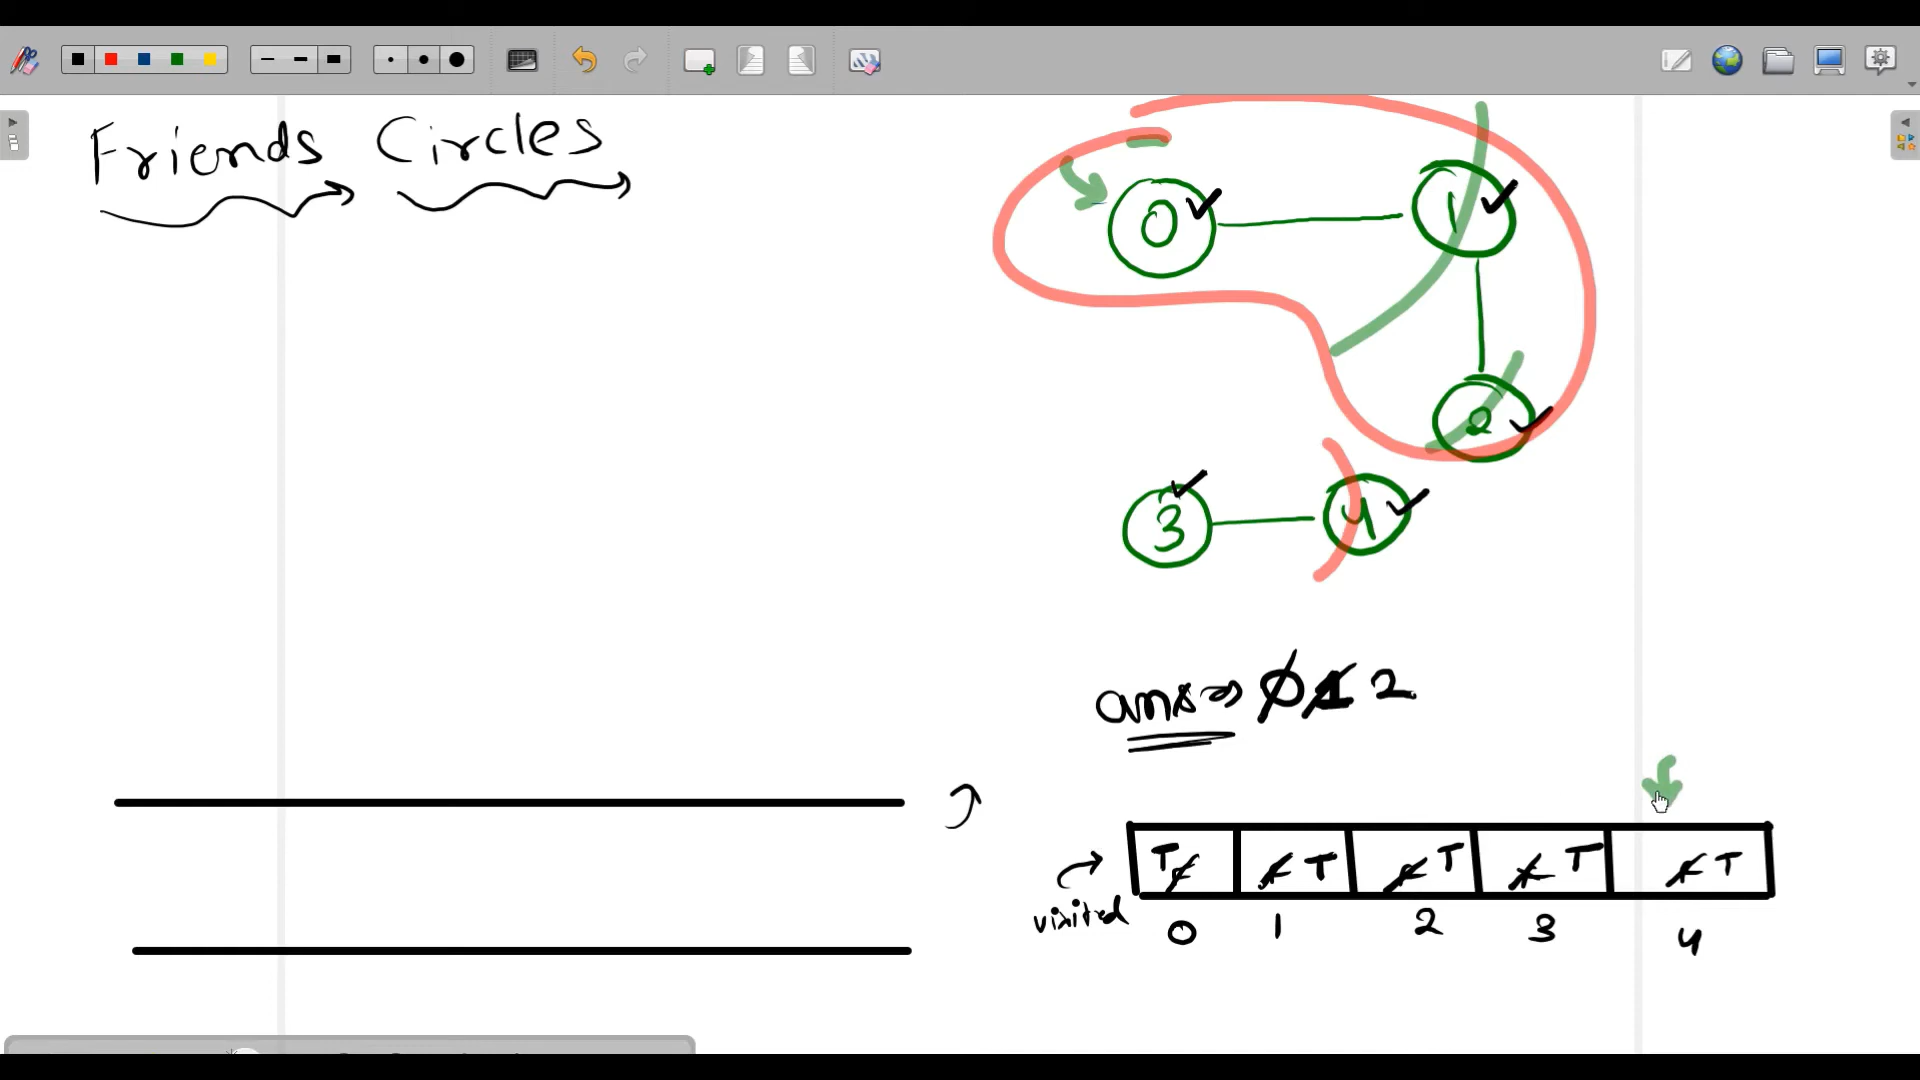 Friends Circles
0
1
2
3
4
ans ⇒ 0 1 2
T F
F T
F T
F T
F T
visited
0 1 2 3 4